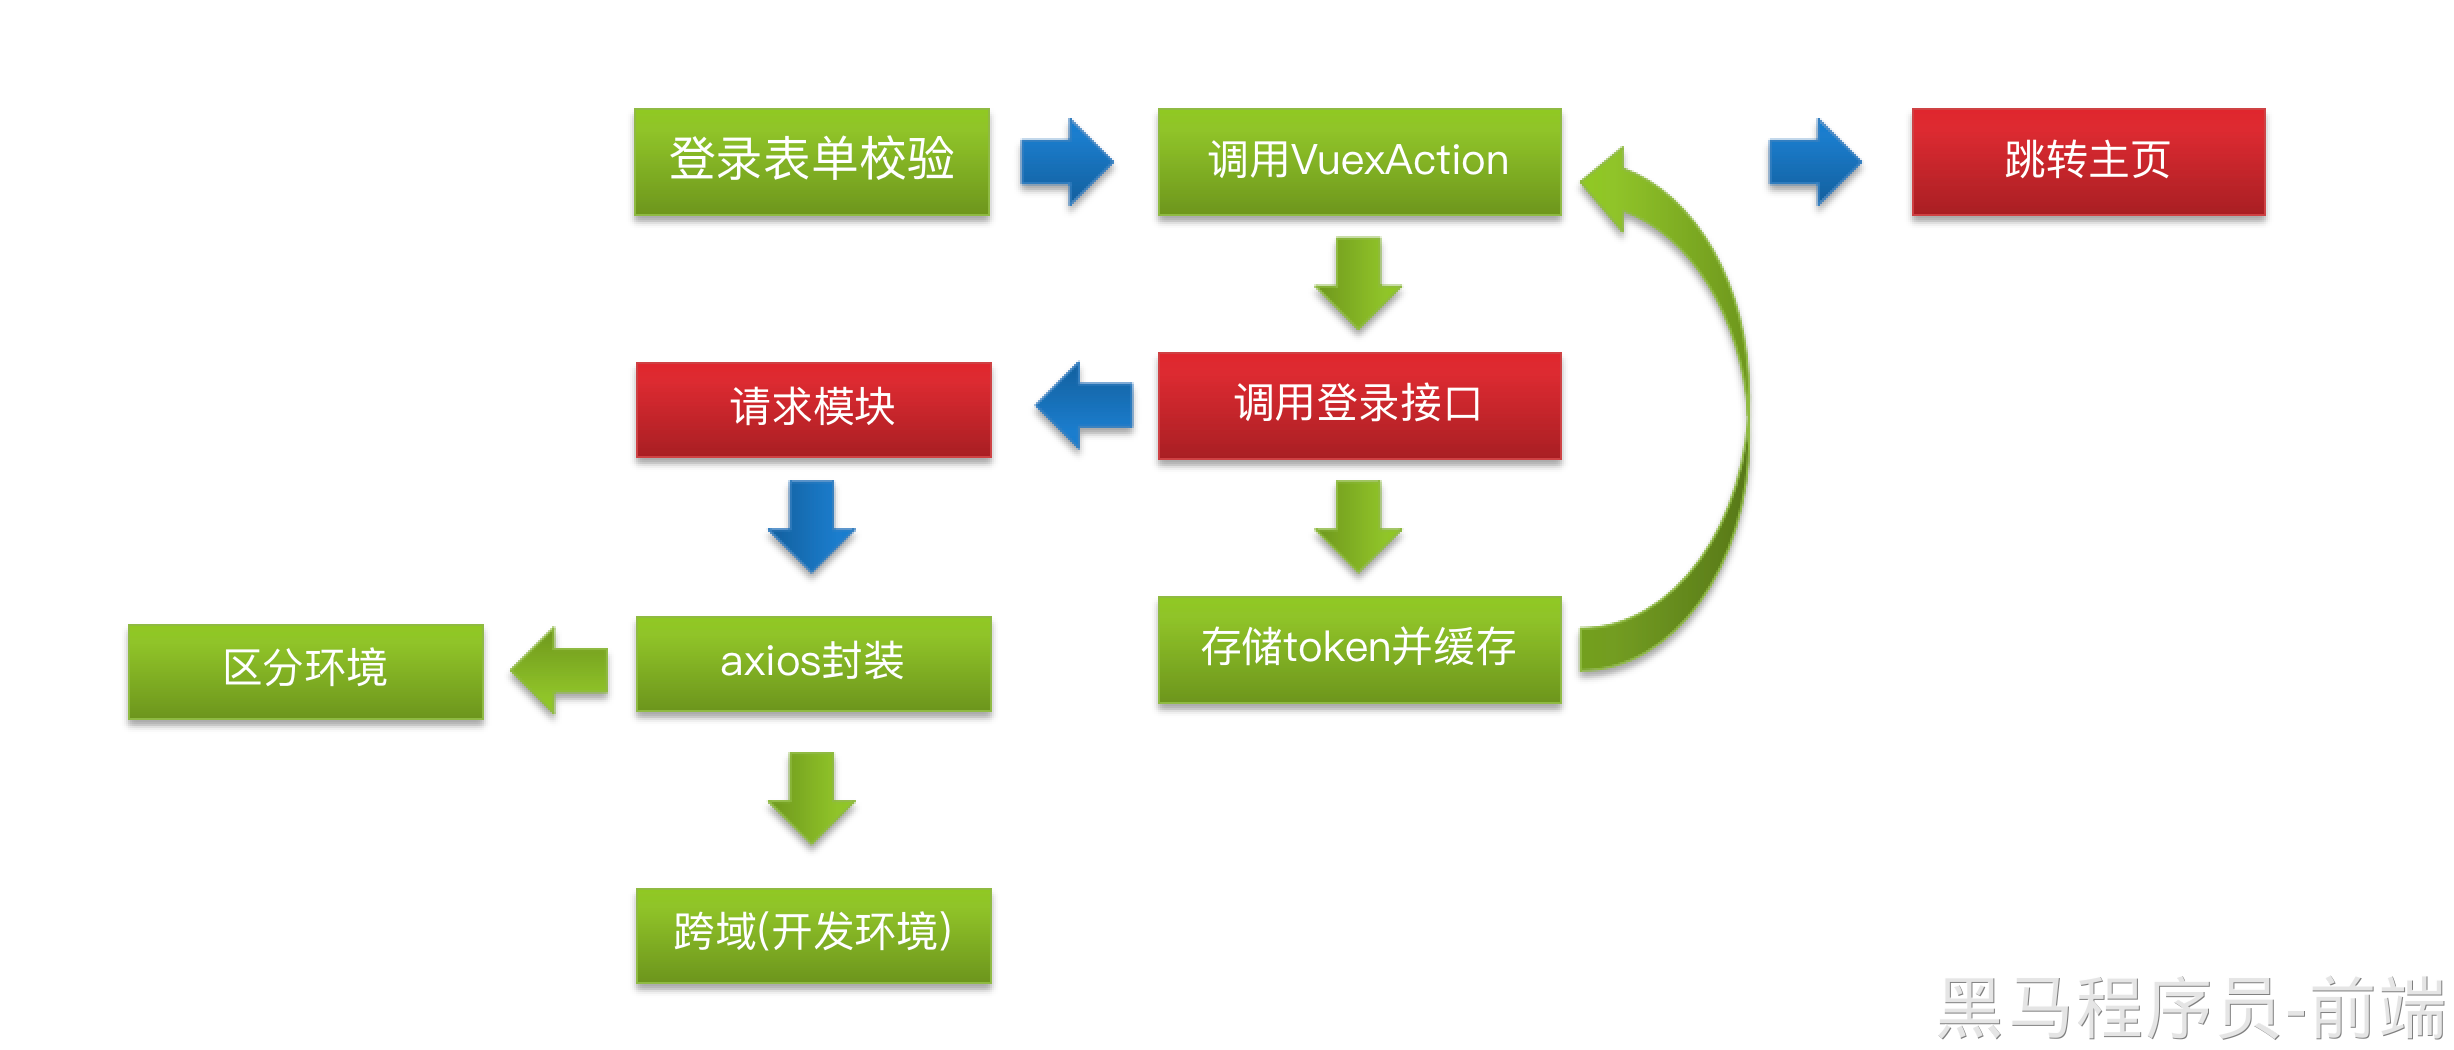 登录表单校验
调用VuexAction
跳转主页
请求模块
调用登录接口
区分环境
axios封装
存储token并缓存
跨域(开发环境)
黑马程序员-前端